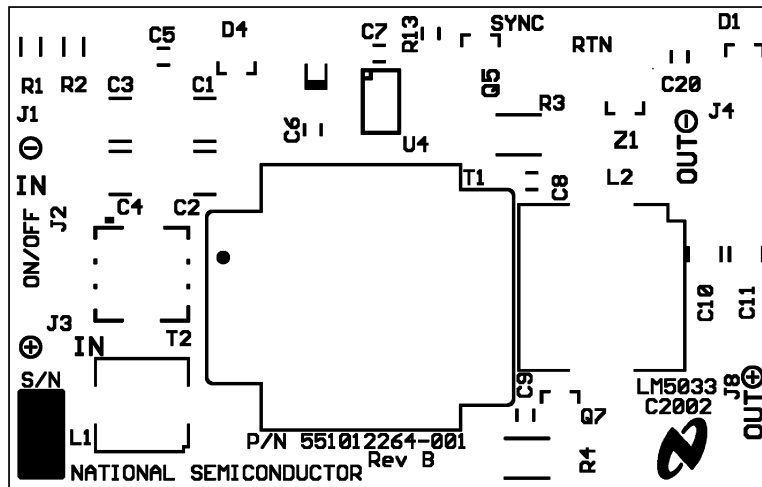 SYNC
D1
C5
D4
C7
R13
RTN
R1
R2
C3
C1
Q5
C20
J1
R3
J4
C6
U4
Z1
OUT
IN
T1
C8
L2
C4
C2
J2
ON/OFF
C10
C11
J3
IN
T2
S/N
C9
LM5033
J8
C2002
OUT
Q7
L1
P/N 551012264-001
Rev B
R4
NATIONAL SEMICONDUCTOR